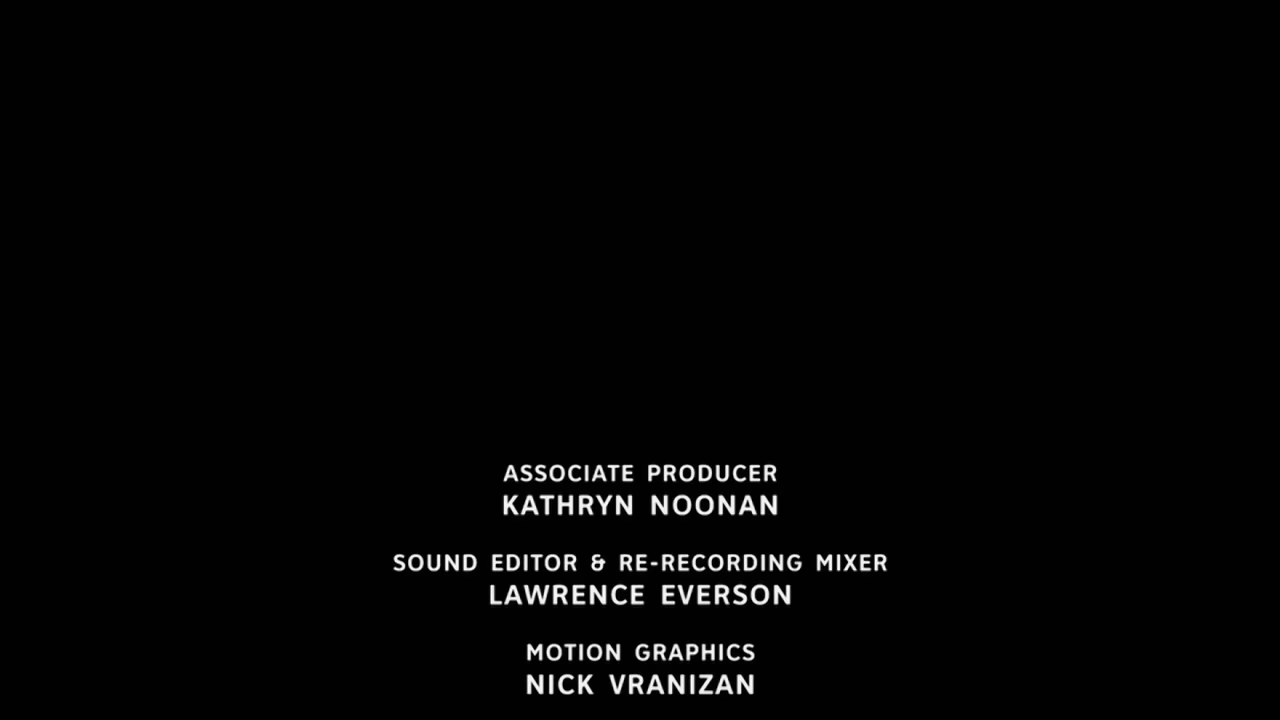 ASSOCIATE PRODUCER
KATHRYN NOONAN
SOUND EDITOR & RE-RECORDING MIXER
LAWRENCE EVERSON
MOTION GRAPHICS
NICK VRANIZAN